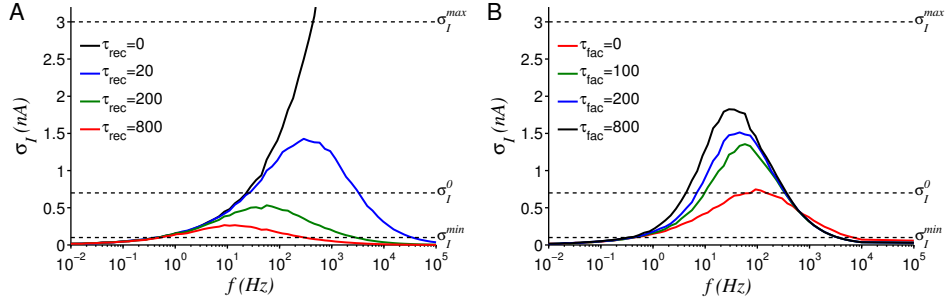 A
σ_I (nA)
3
2.5
2
1.5
1
0.5
0
τ_rec=0
τ_rec=20
τ_rec=200
τ_rec=800
σ_I^max
σ_I^0
σ_I^min
10^−2 10^−1 10^0 10^1 10^2 10^3 10^4 10^5
f (Hz)
B
σ_I (nA)
3
2.5
2
1.5
1
0.5
0
τ_fac=0
τ_fac=100
τ_fac=200
τ_fac=800
σ_I^max
σ_I^0
σ_I^min
10^−2 10^−1 10^0 10^1 10^2 10^3 10^4 10^5
f (Hz)